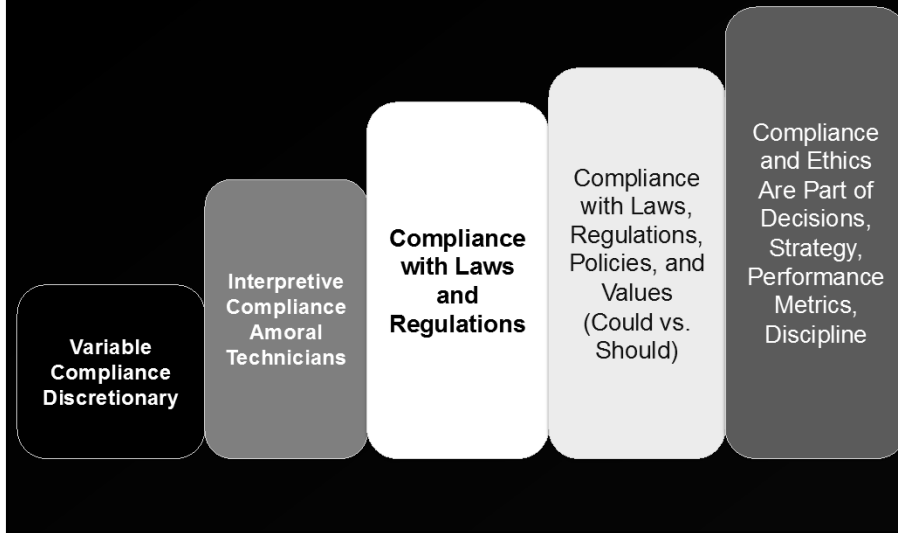 Variable
Compliance
Discretionary
Interpretive
Compliance
Amoral
Technicians
Compliance
with Laws
and
Regulations
Compliance
with Laws,
Regulations,
Policies, and
Values
(Could vs.
Should)
Compliance
and Ethics
Are Part of
Decisions,
Strategy,
Performance
Metrics,
Discipline